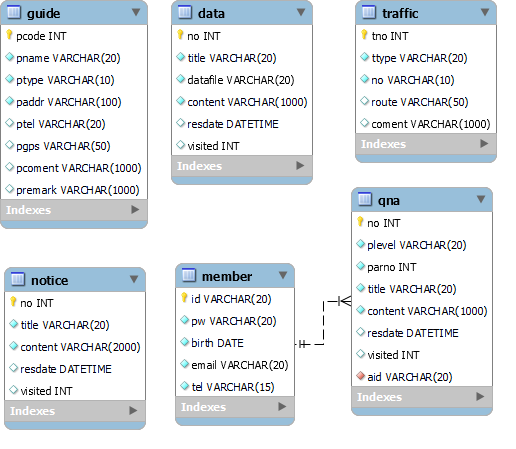 guide
pcode INT
pname VARCHAR(20)
ptype VARCHAR(10)
paddr VARCHAR(100)
ptel VARCHAR(20)
pgps VARCHAR(50)
pcoment VARCHAR(1000)
premark VARCHAR(1000)
Indexes
data
no INT
title VARCHAR(20)
datafile VARCHAR(20)
content VARCHAR(1000)
resdate DATETIME
visited INT
Indexes
traffic
tno INT
ttype VARCHAR(20)
no VARCHAR(10)
route VARCHAR(50)
coment VARCHAR(1000)
Indexes
notice
no INT
title VARCHAR(20)
content VARCHAR(2000)
resdate DATETIME
visited INT
Indexes
member
id VARCHAR(20)
pw VARCHAR(20)
birth DATE
email VARCHAR(20)
tel VARCHAR(15)
Indexes
qna
no INT
plevel VARCHAR(20)
parno INT
title VARCHAR(20)
content VARCHAR(1000)
resdate DATETIME
visited INT
aid VARCHAR(20)
Indexes